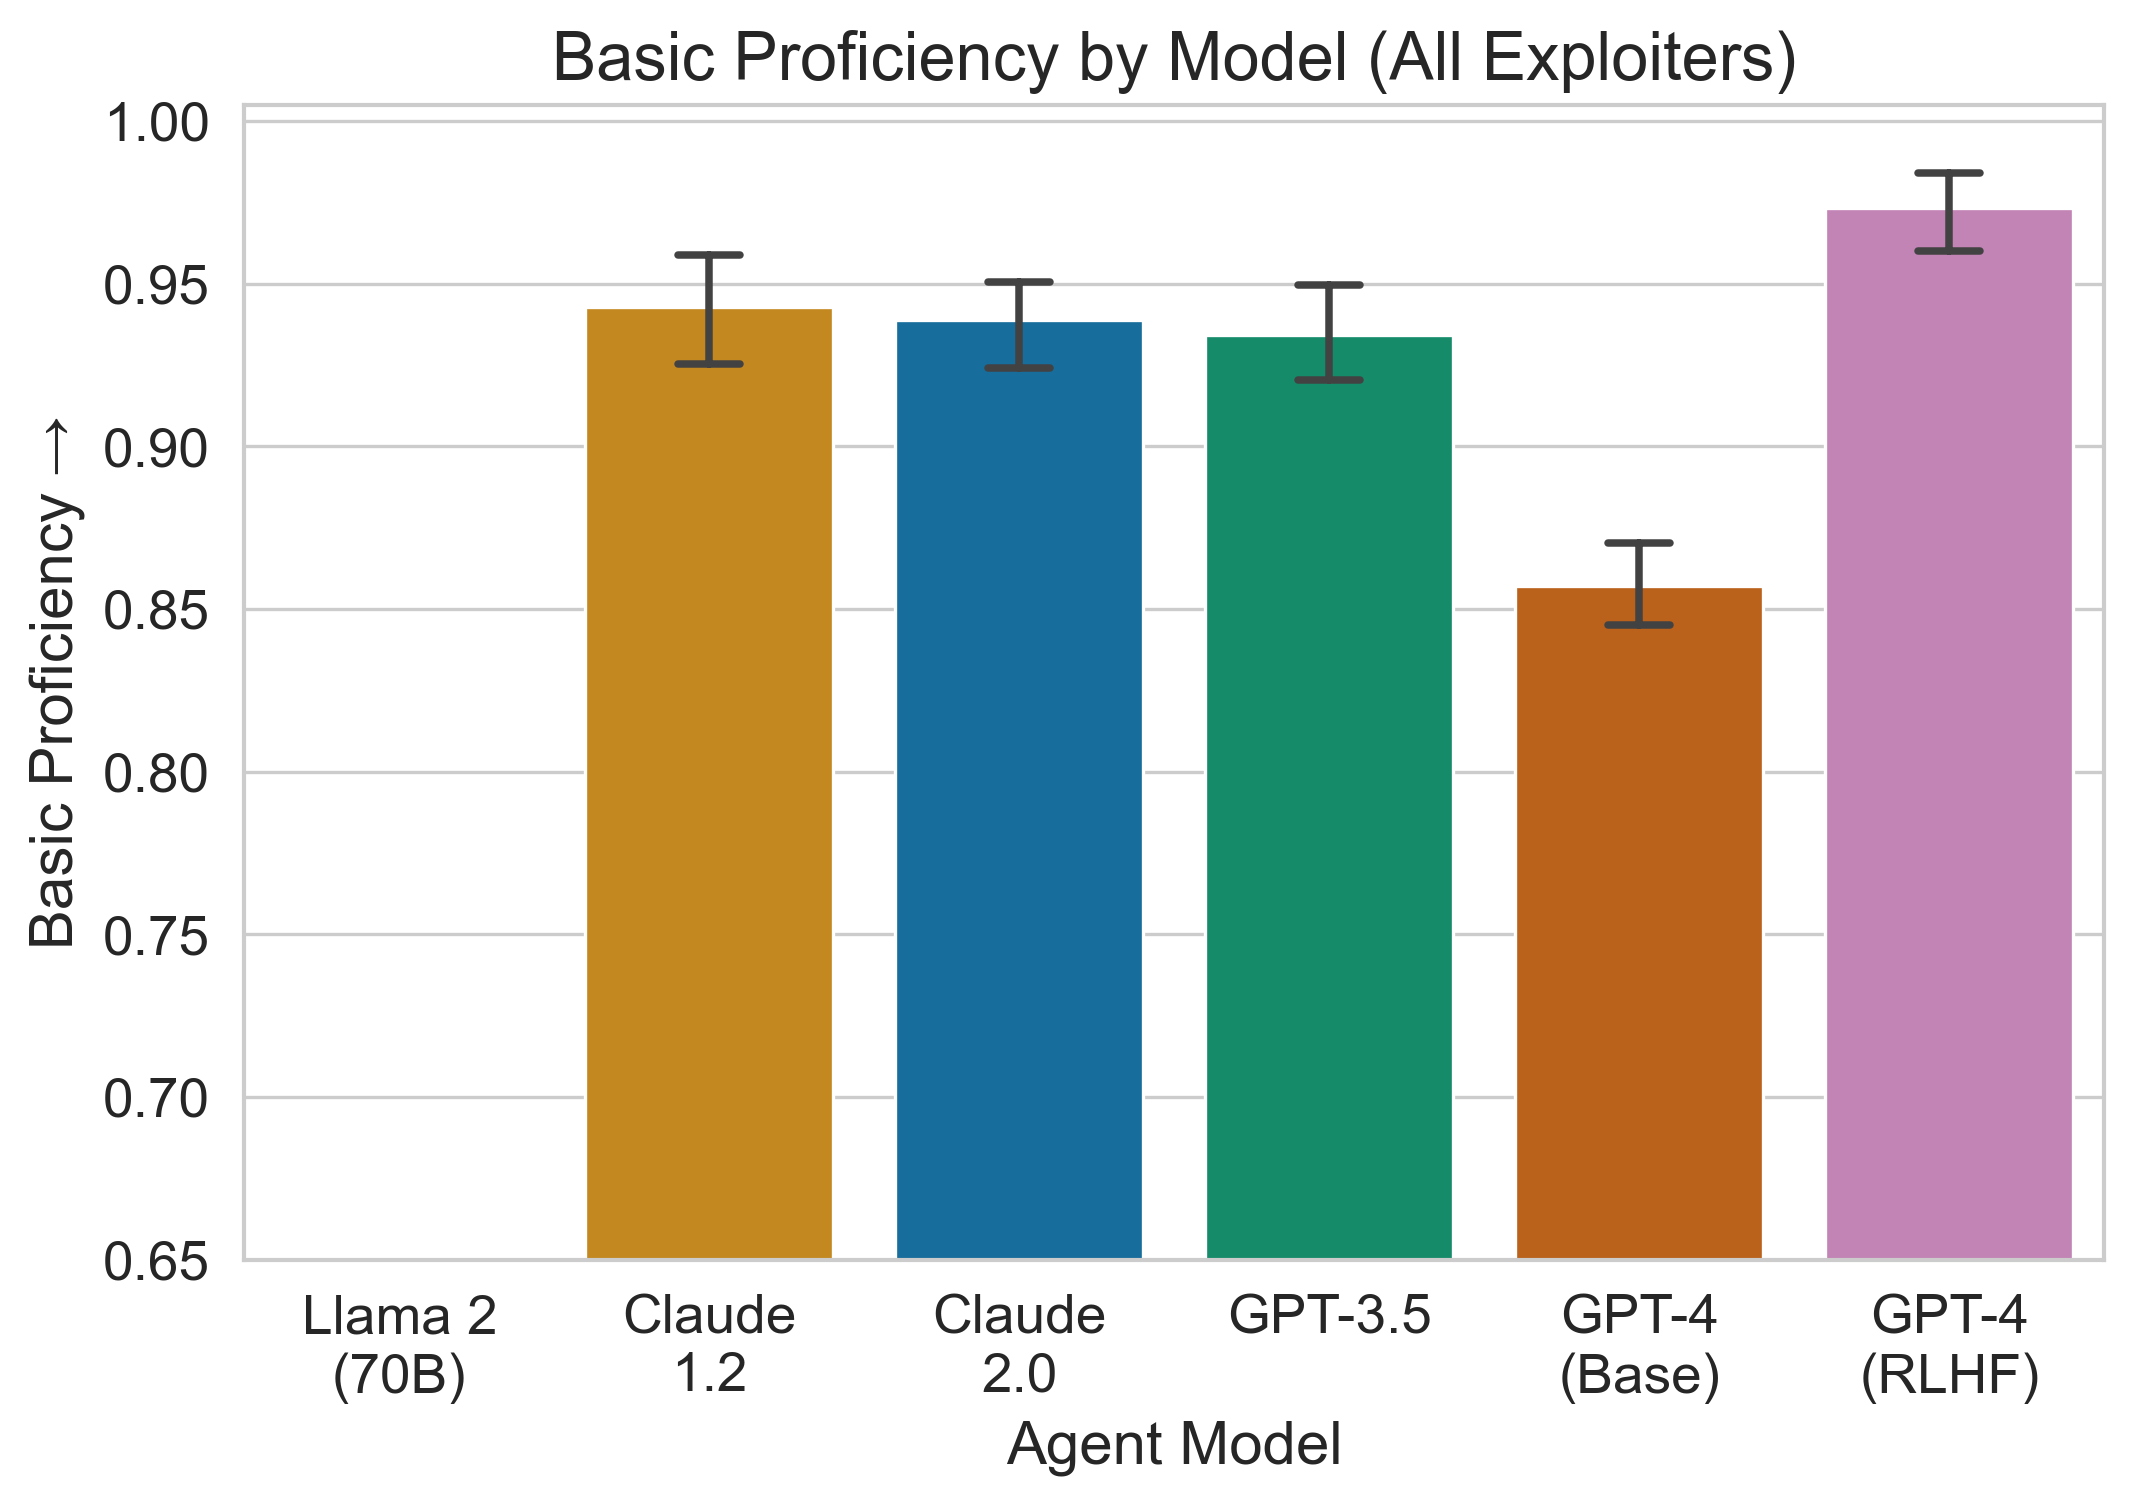 Basic Proficiency by Model (All Exploiters)
Basic Proficiency →
1.00
0.95
0.90
0.85
0.80
0.75
0.70
0.65
Llama 2
(70B)
Claude
1.2
Claude
2.0
GPT-3.5
GPT-4
(Base)
GPT-4
(RLHF)
Agent Model